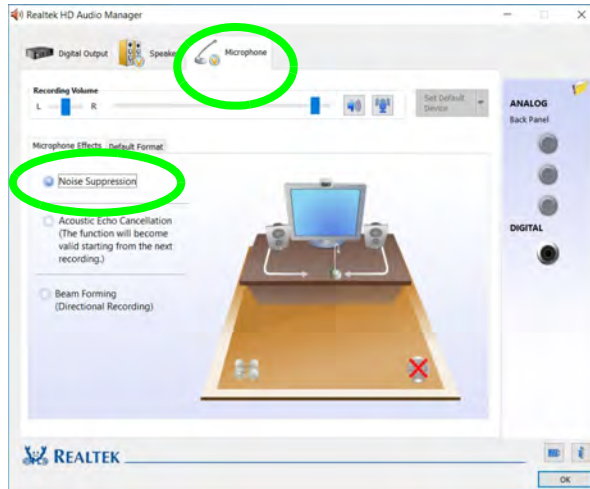 Realtek HD Audio Manager
Digital Output
Speaker
Microphone
Recording Volume
L
R
Set Default
Device
ANALOG
Back Panel
Microphone Effects
Default Format
Noise Suppression
Acoustic Echo Cancellation
(The function will become
valid starting from the next
recording.)
Beam Forming
(Directional Recording)
DIGITAL
REALTEK
OK